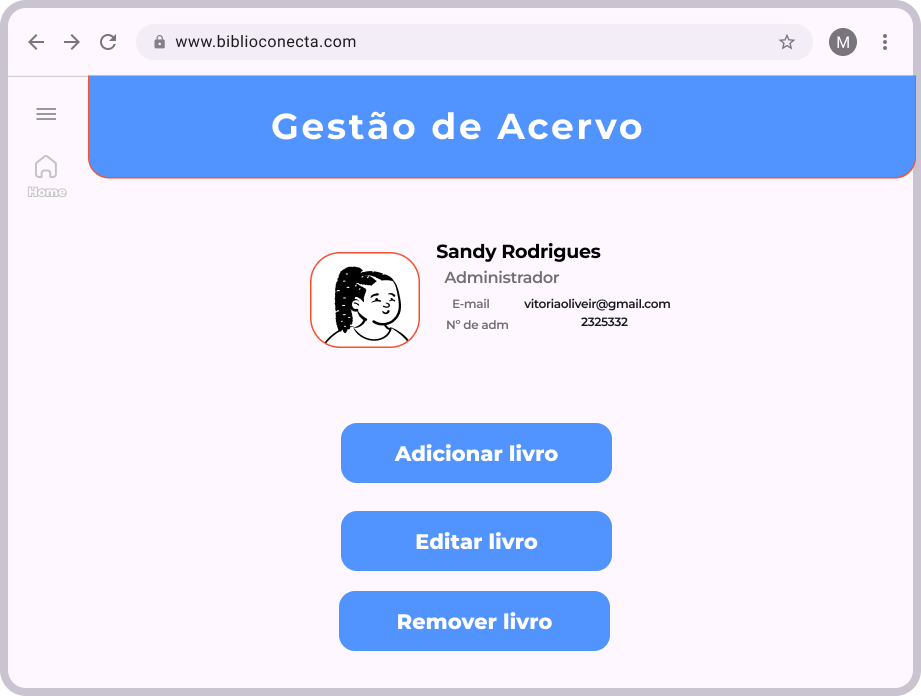 www.biblioconecta.com
M
Gestão de Acervo
Home
Sandy Rodrigues
Administrador
E-mail vitoriaoliveir@gmail.com
Nº de adm 2325332
Adicionar livro
Editar livro
Remover livro